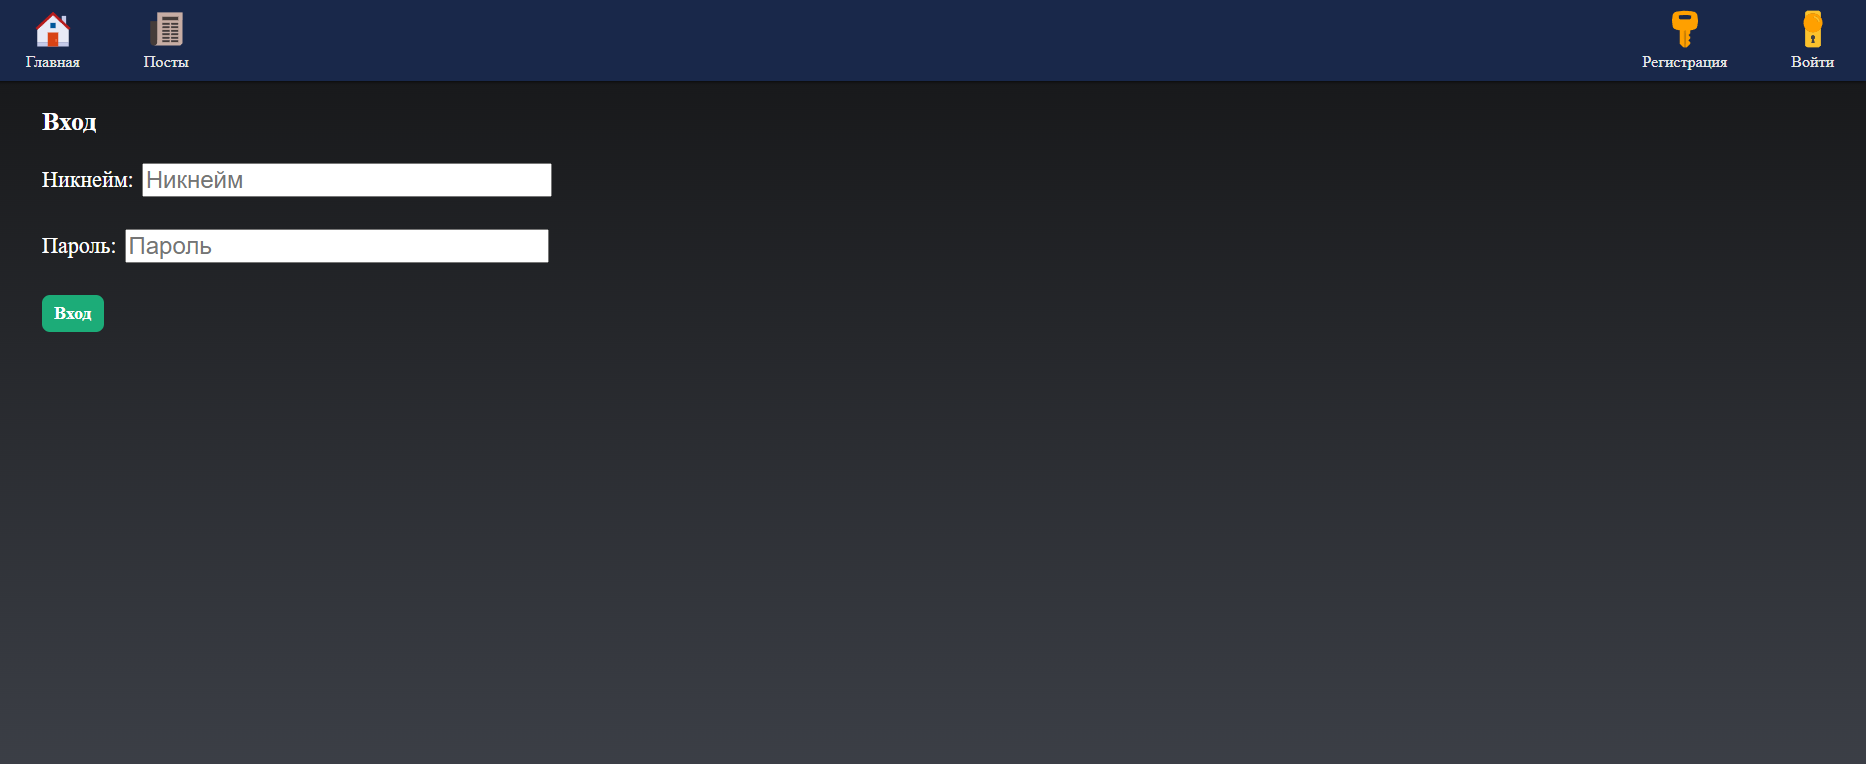 Главная Посты Регистрация Войти
Вход
Никнейм: Никнейм
Пароль: Пароль
Вход